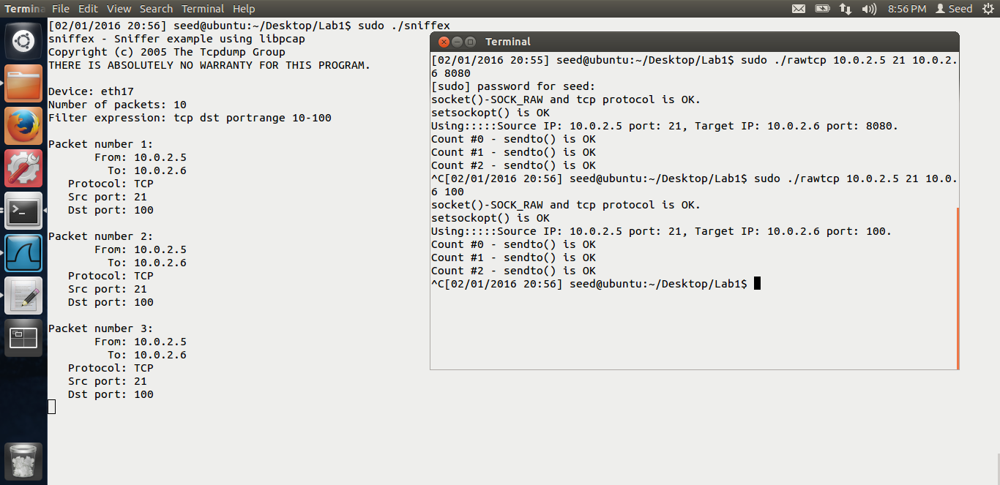 Termina File Edit View Search Terminal Help
8:56 PM Seed
[02/01/2016 20:56] seed@ubuntu:~/Desktop/Lab1$ sudo ./sniffex
sniffex - Sniffer example using libpcap
Copyright (c) 2005 The Tcpdump Group
THERE IS ABSOLUTELY NO WARRANTY FOR THIS PROGRAM.
Device: eth17
Number of packets: 10
Filter expression: tcp dst portrange 10-100
Packet number 1:
From: 10.0.2.5
To: 10.0.2.6
Protocol: TCP
Src port: 21
Dst port: 100
Packet number 2:
From: 10.0.2.5
To: 10.0.2.6
Protocol: TCP
Src port: 21
Dst port: 100
Packet number 3:
From: 10.0.2.5
To: 10.0.2.6
Protocol: TCP
Src port: 21
Dst port: 100
Terminal
[02/01/2016 20:55] seed@ubuntu:~/Desktop/Lab1$ sudo ./rawtcp 10.0.2.5 21 10.0.2.
6 8080
[sudo] password for seed:
socket()-SOCK_RAW and tcp protocol is OK.
setsockopt() is OK
Using:::::Source IP: 10.0.2.5 port: 21, Target IP: 10.0.2.6 port: 8080.
Count #0 - sendto() is OK
Count #1 - sendto() is OK
Count #2 - sendto() is OK
^C[02/01/2016 20:56] seed@ubuntu:~/Desktop/Lab1$ sudo ./rawtcp 10.0.2.5 21 10.0.
6 100
socket()-SOCK_RAW and tcp protocol is OK.
setsockopt() is OK
Using:::::Source IP: 10.0.2.5 port: 21, Target IP: 10.0.2.6 port: 100.
Count #0 - sendto() is OK
Count #1 - sendto() is OK
Count #2 - sendto() is OK
^C[02/01/2016 20:56] seed@ubuntu:~/Desktop/Lab1$